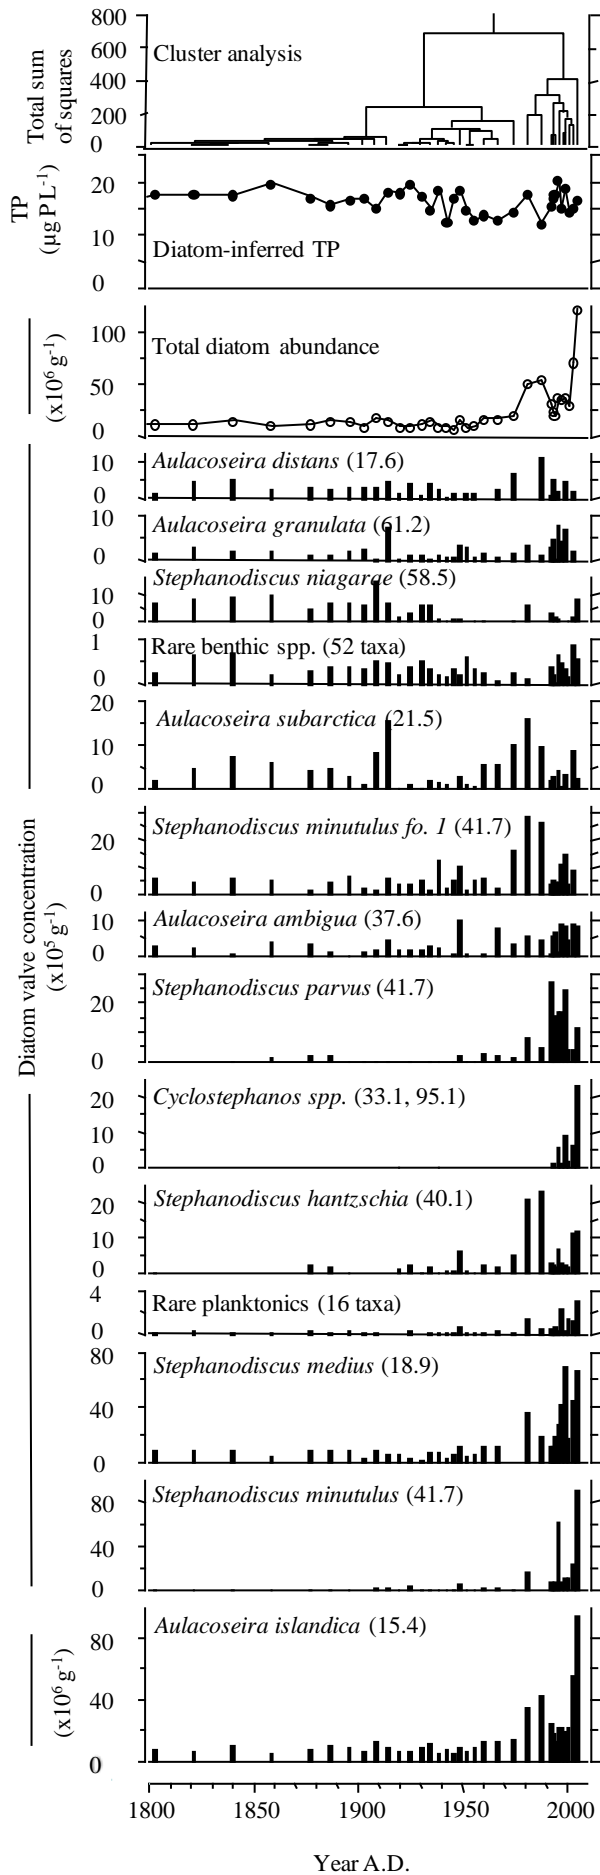 Total sum
of squares
800
600
400
200
0
Cluster analysis
TP
(µg P L-1)
20
10
0
Diatom-inferred TP
(x10⁶ g-1)
100
50
0
Total diatom abundance
Diatom valve concentration
(x10⁵ g-1)
10
0
Aulacoseira distans (17.6)
10
0
Aulacoseira granulata (61.2)
10
0
Stephanodiscus niagarae (58.5)
1
0
Rare benthic spp. (52 taxa)
20
10
0
Aulacoseira subarctica (21.5)
20
0
Stephanodiscus minutulus fo. 1 (41.7)
10
0
Aulacoseira ambigua (37.6)
20
0
Stephanodiscus parvus (41.7)
20
10
0
Cyclostephanos spp. (33.1, 95.1)
20
10
0
Stephanodiscus hantzschia (40.1)
4
0
Rare planktonics (16 taxa)
80
40
0
Stephanodiscus medius (18.9)
80
40
0
Stephanodiscus minutulus (41.7)
(x10⁶ g-1)
80
40
0
Aulacoseira islandica (15.4)
1800 1850 1900 1950 2000
Year A.D.